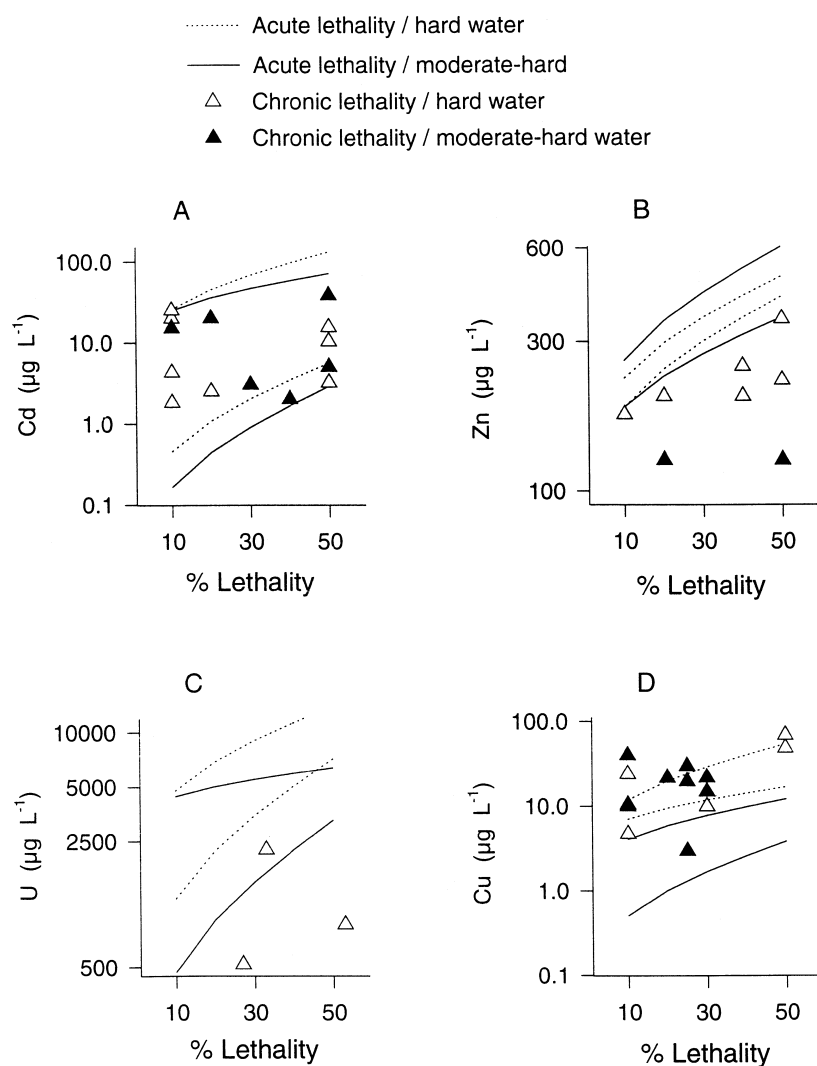 Acute lethality / hard water
Acute lethality / moderate-hard
Chronic lethality / hard water
Chronic lethality / moderate-hard water
A
Cd (µg L⁻¹)
100.0
10.0
1.0
0.1
10 30 50
% Lethality
B
Zn (µg L⁻¹)
600
300
100
10 30 50
% Lethality
C
U (µg L⁻¹)
10000
5000
2500
500
10 30 50
% Lethality
D
Cu (µg L⁻¹)
100.0
10.0
1.0
0.1
10 30 50
% Lethality